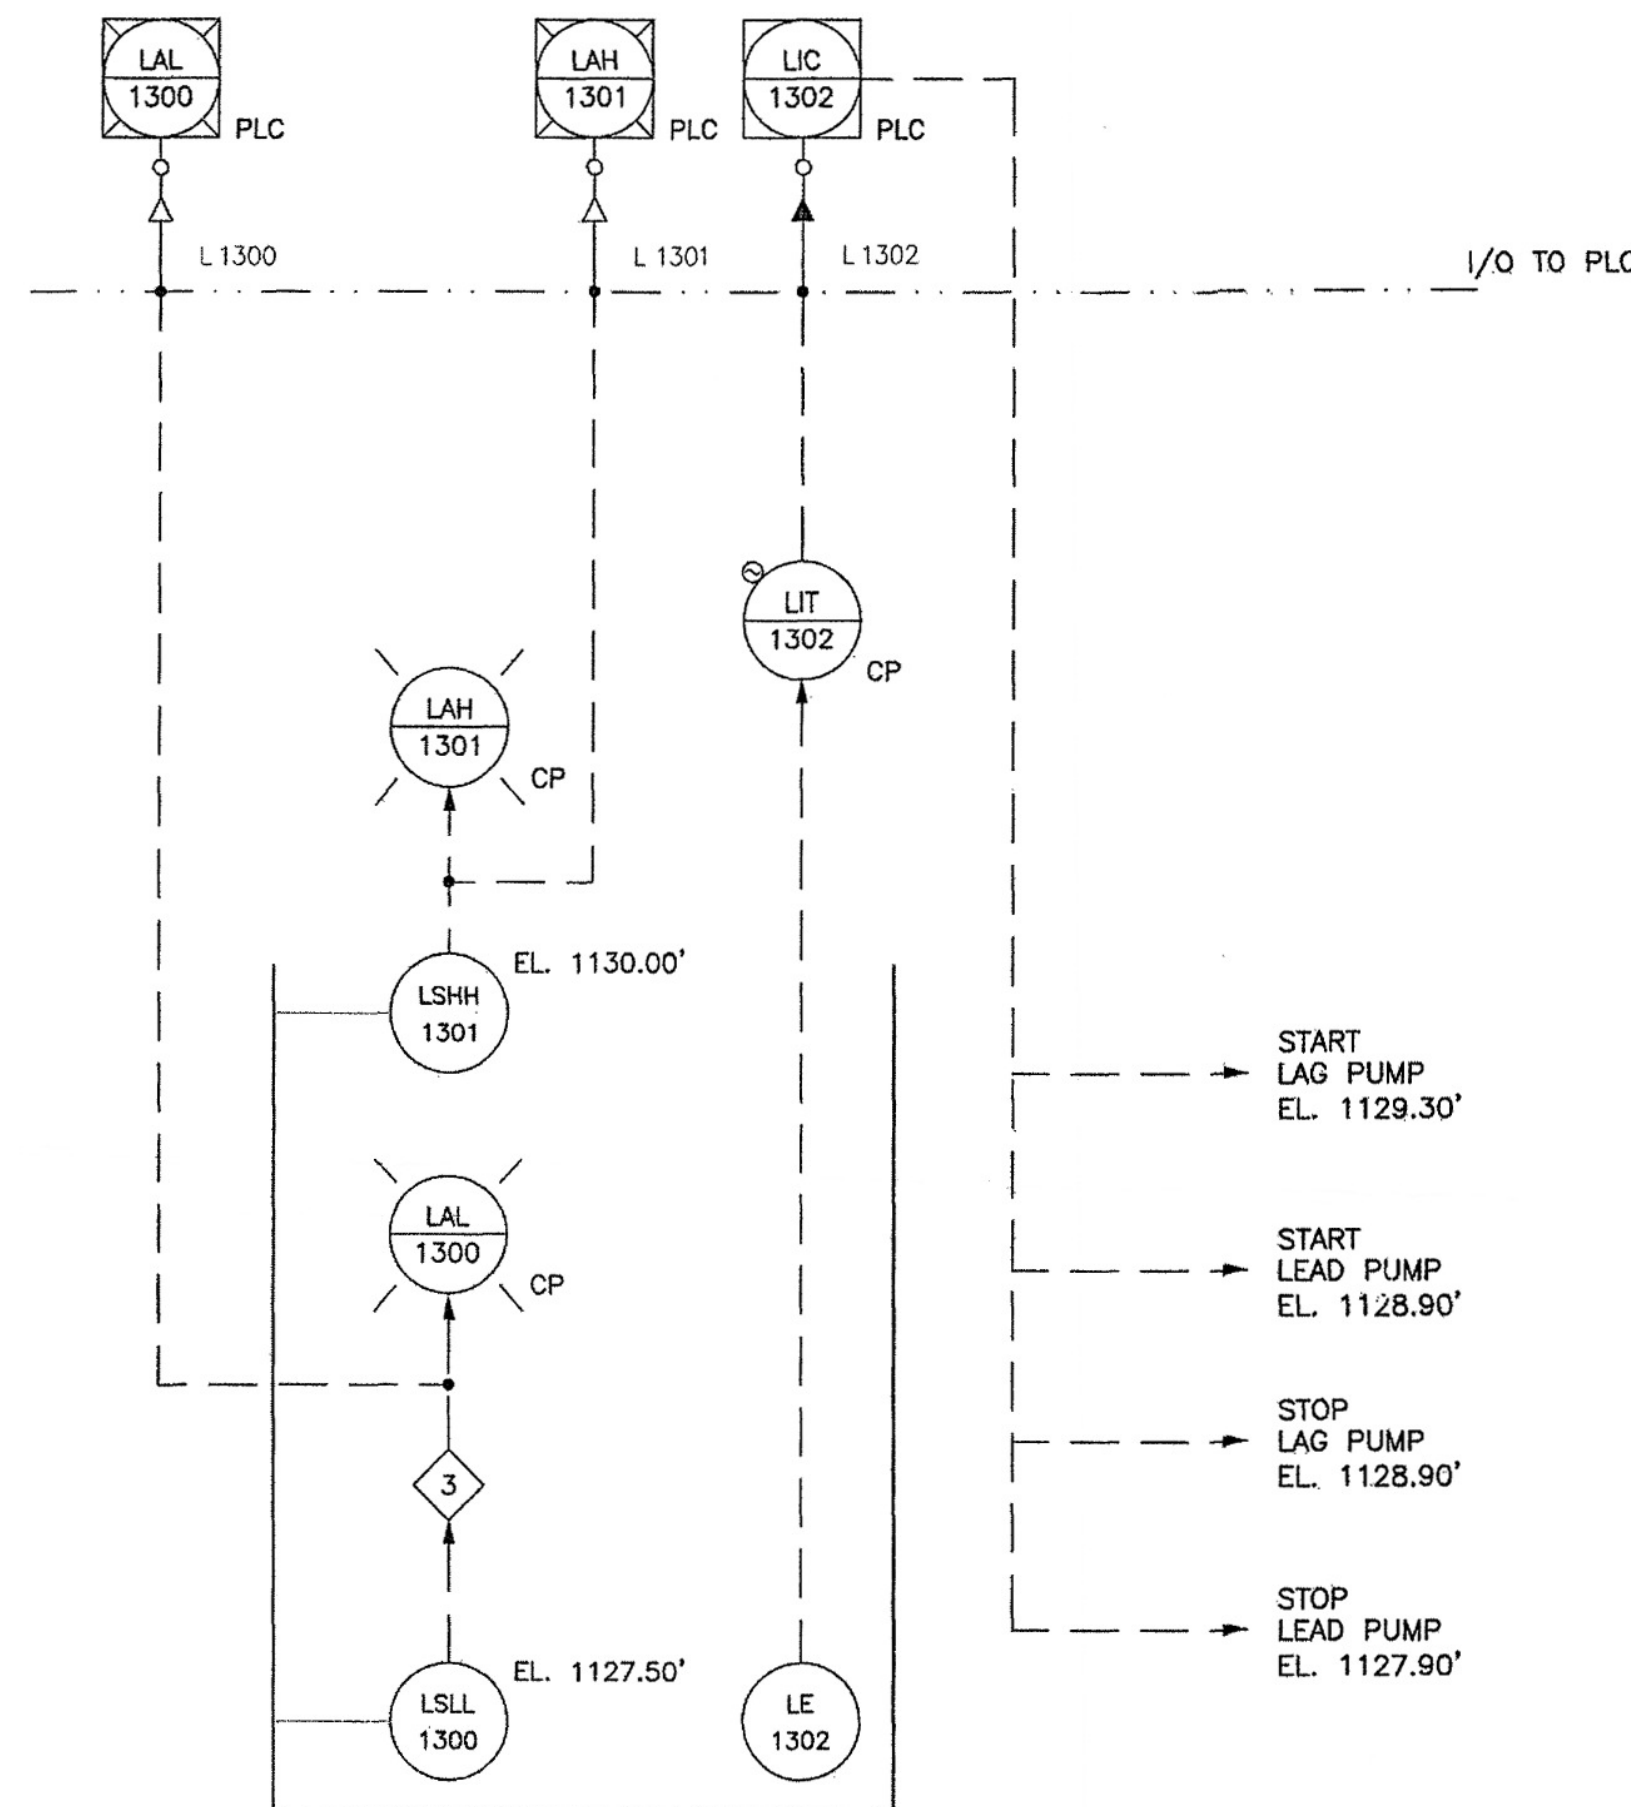 LAL
1300
PLC
LAH
1301
PLC
LIC
1302
PLC
L 1300
L 1301
L 1302
I/O TO PLC
LIT
1302
CP
LAH
1301
CP
EL. 1130.00'
LSHH
1301
START
LAG PUMP
EL. 1129.30'
LAL
1300
CP
START
LEAD PUMP
EL. 1128.90'
STOP
LAG PUMP
EL. 1128.90'
3
STOP
LEAD PUMP
EL. 1127.90'
EL. 1127.50'
LSLL
1300
LE
1302